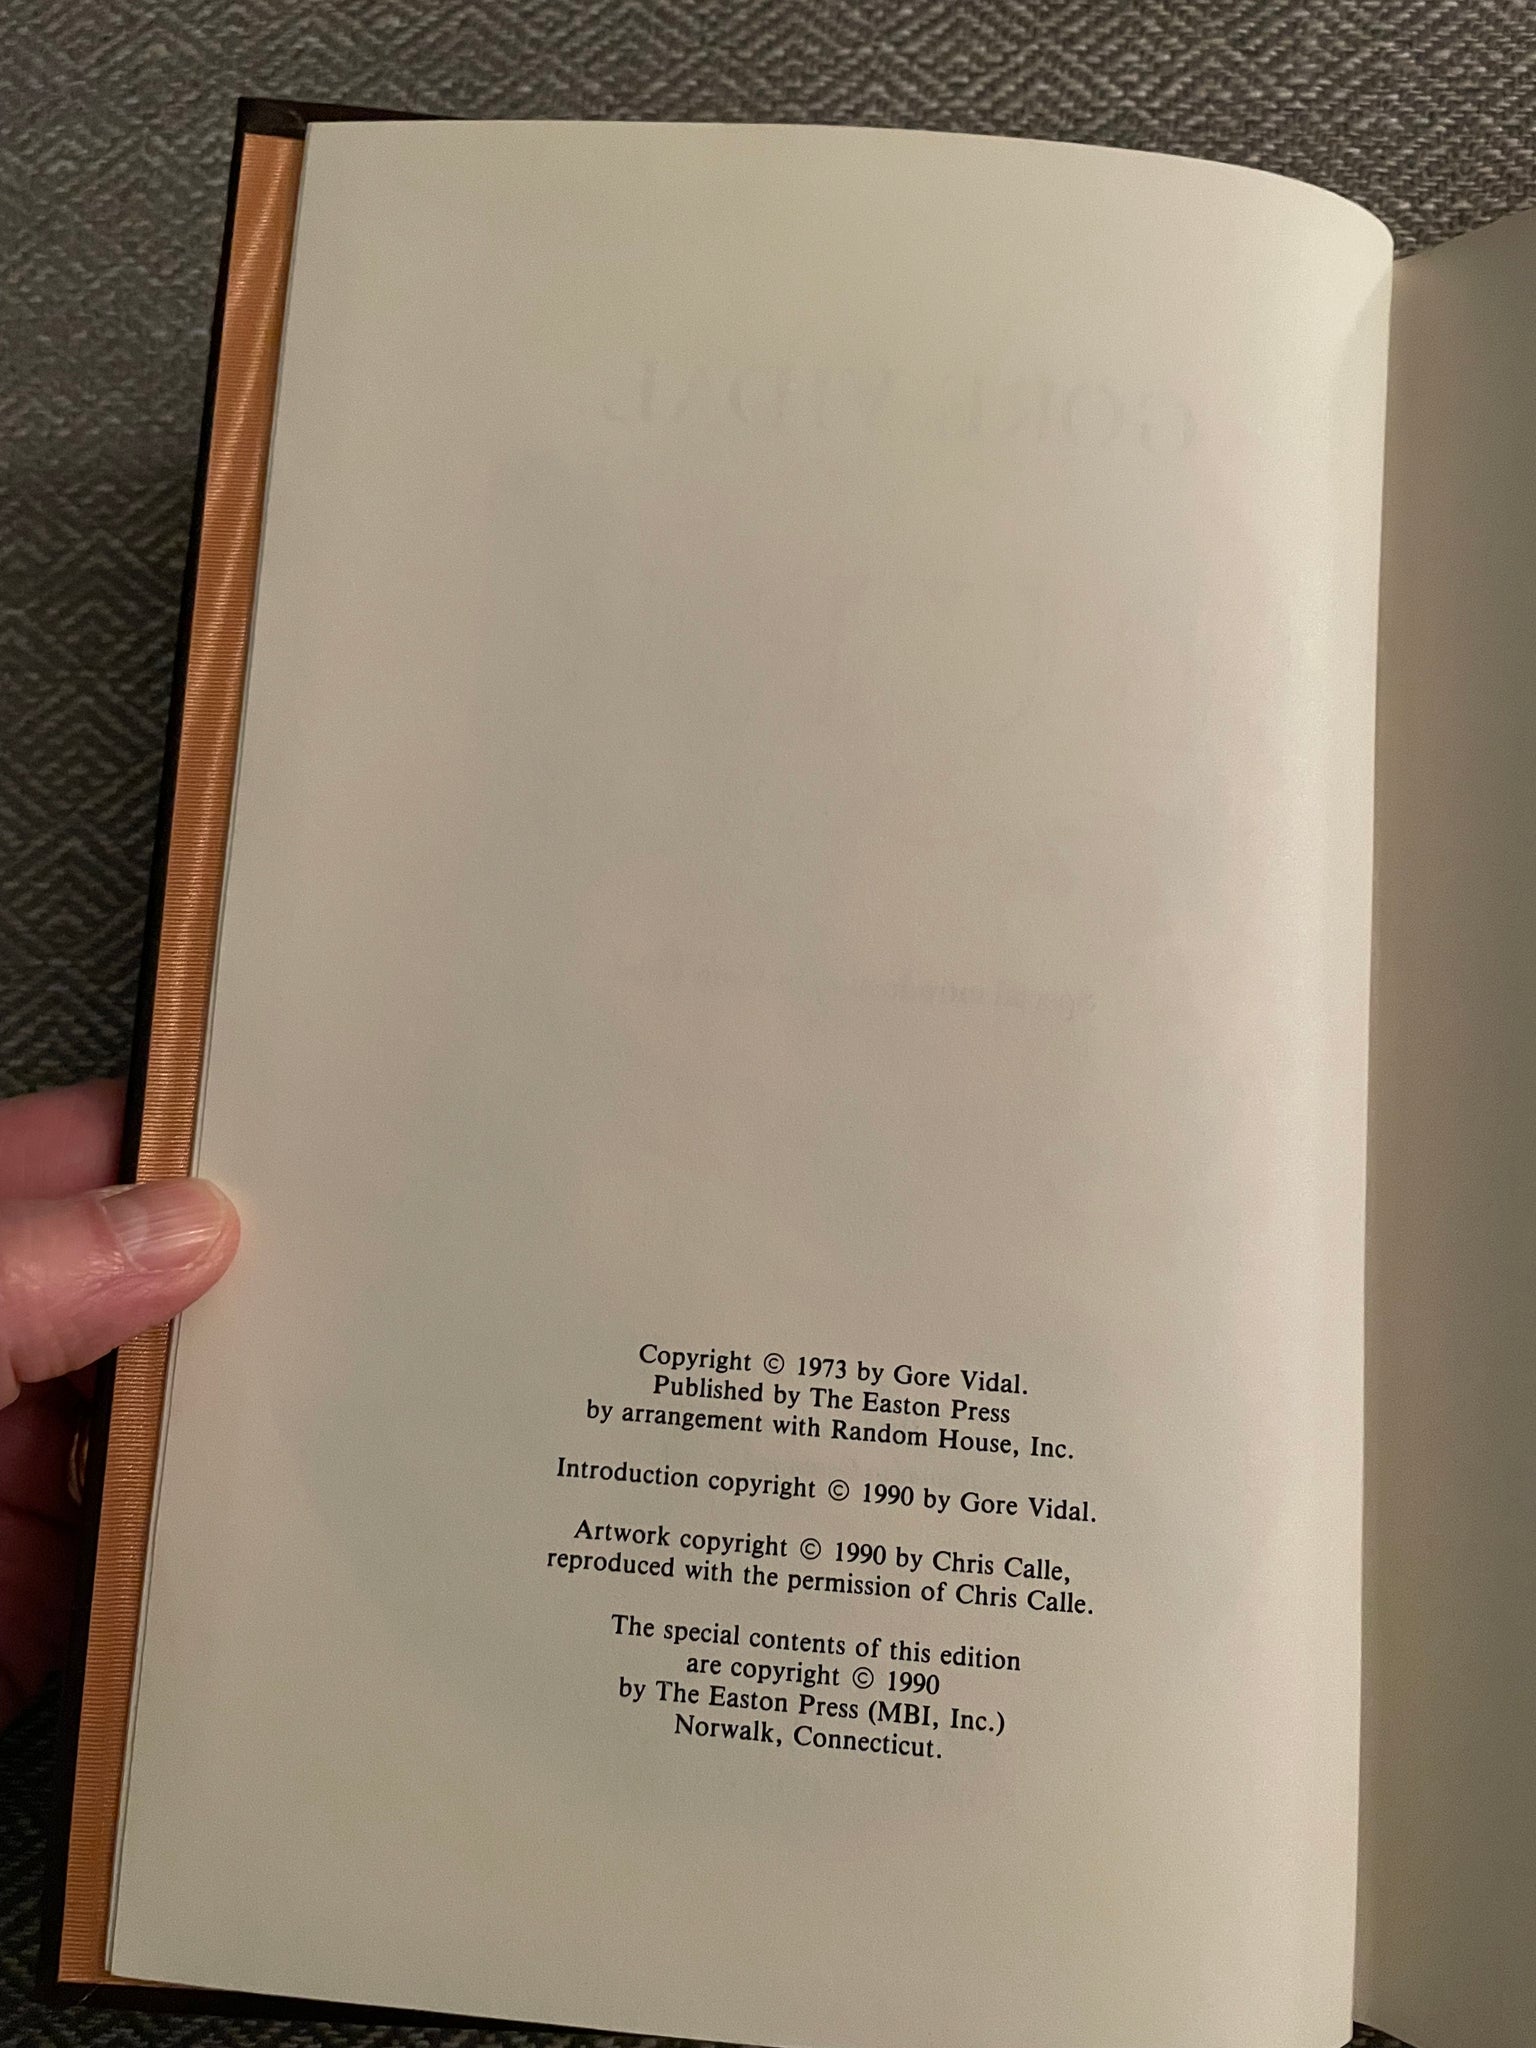 Copyright © 1973 by Gore Vidal.
Published by The Easton Press
by arrangement with Random House, Inc.
Introduction copyright © 1990 by Gore Vidal.
Artwork copyright © 1990 by Chris Calle,
reproduced with the permission of Chris Calle.
The special contents of this edition
are copyright © 1990
by The Easton Press (MBI, Inc.)
Norwalk, Connecticut.